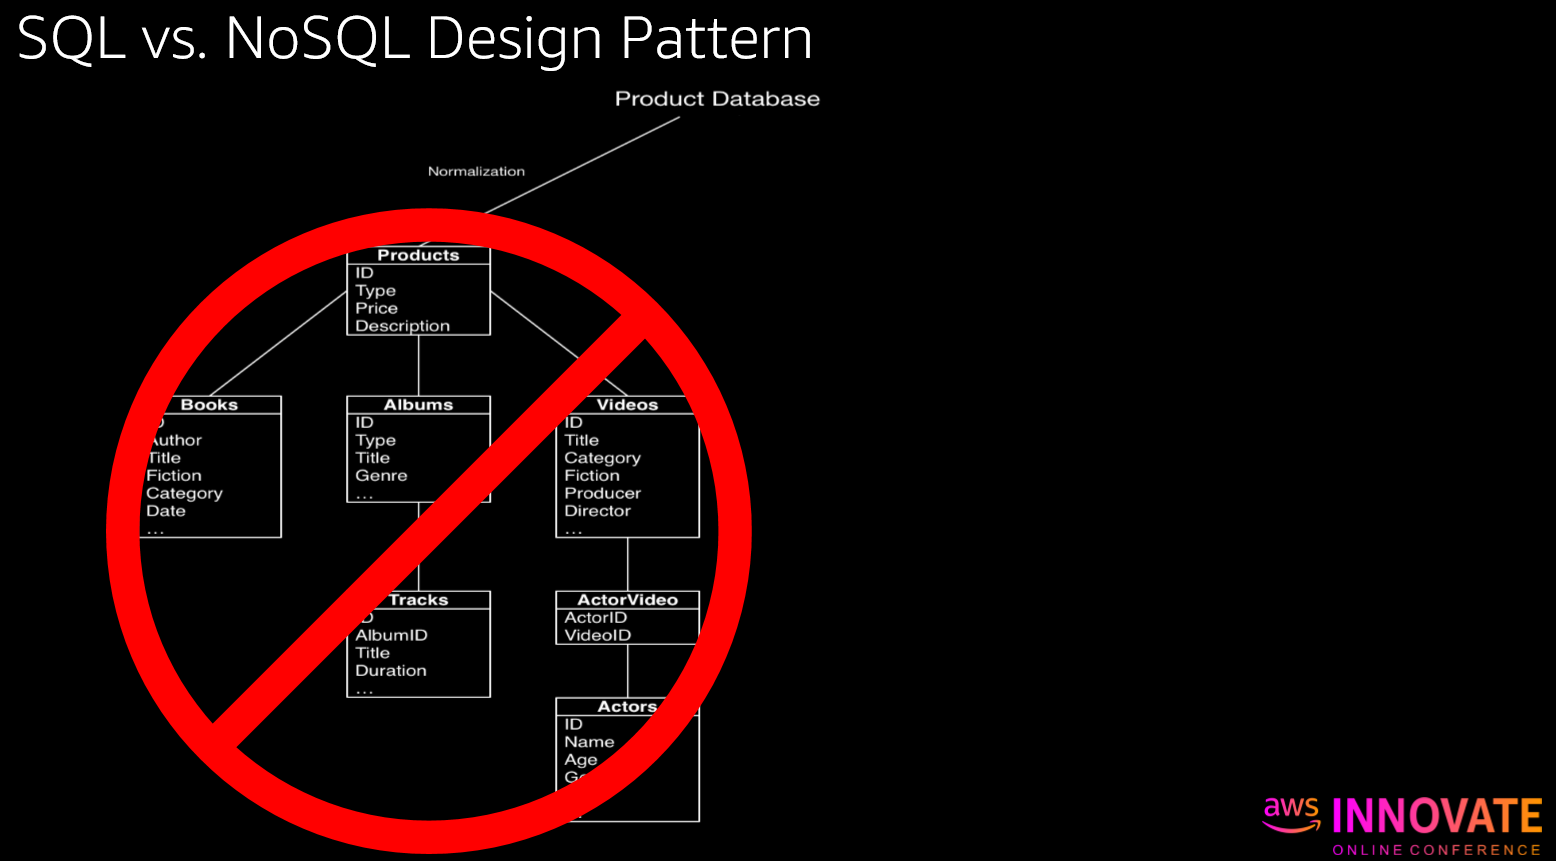 SQL vs. NoSQL Design Pattern
Product Database
Normalization
Products
ID
Type
Price
Description
Books
Author
Title
Fiction
Category
Date
...
Albums
ID
Type
Title
Genre
...
Videos
ID
Title
Category
Fiction
Producer
Director
...
Tracks
AlbumID
Title
Duration
...
ActorVideo
ActorID
VideoID
Actors
ID
Name
Age
aws INNOVATE
ONLINE CONFERENCE